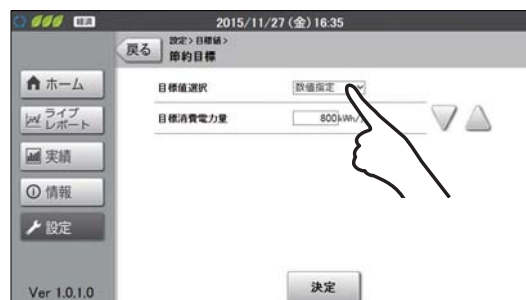 経済
2015/11/27 (金) 16:35
戻る
設定 > 目標値 >
節約目標
ホーム
ライブ
レポート
実績
情報
設定
Ver 1.0.1.0
目標値選択
数値指定
目標消費電力量
800 kWh/
決定